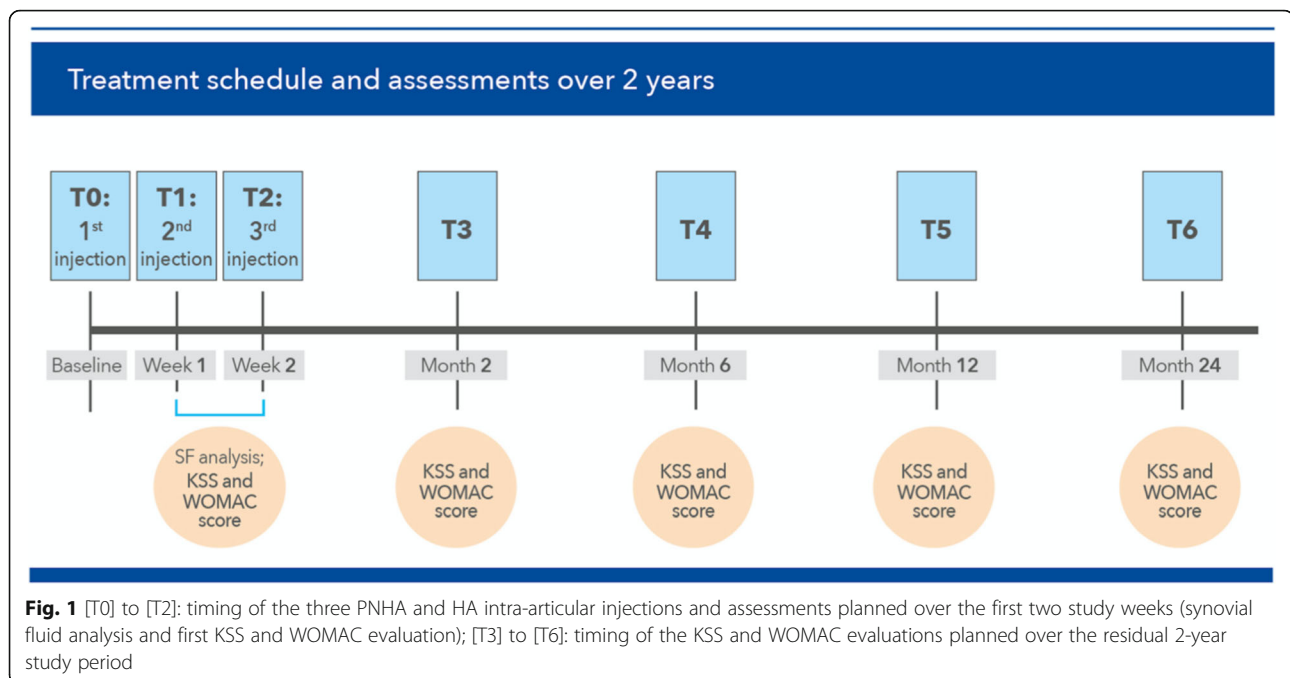 Treatment schedule and assessments over 2 years
T0:
1st
injection
T1:
2nd
injection
T2:
3rd
injection
T3
T4
T5
T6
Baseline
Week 1
Week 2
Month 2
Month 6
Month 12
Month 24
SF analysis;
KSS and
WOMAC
score
KSS and
WOMAC
score
KSS and
WOMAC
score
KSS and
WOMAC
score
KSS and
WOMAC
score
Fig. 1 [T0] to [T2]: timing of the three PNHA and HA intra-articular injections and assessments planned over the first two study weeks (synovial
fluid analysis and first KSS and WOMAC evaluation); [T3] to [T6]: timing of the KSS and WOMAC evaluations planned over the residual 2-year
study period